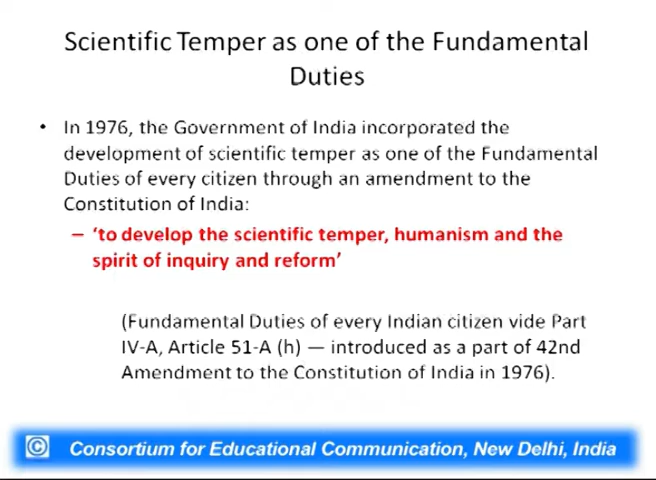 Scientific Temper as one of the Fundamental
Duties
• In 1976, the Government of India incorporated the
development of scientific temper as one of the Fundamental
Duties of every citizen through an amendment to the
Constitution of India:
– ‘to develop the scientific temper, humanism and the
spirit of inquiry and reform’
(Fundamental Duties of every Indian citizen vide Part
IV-A, Article 51-A (h) — introduced as a part of 42nd
Amendment to the Constitution of India in 1976).
© Consortium for Educational Communication, New Delhi, India